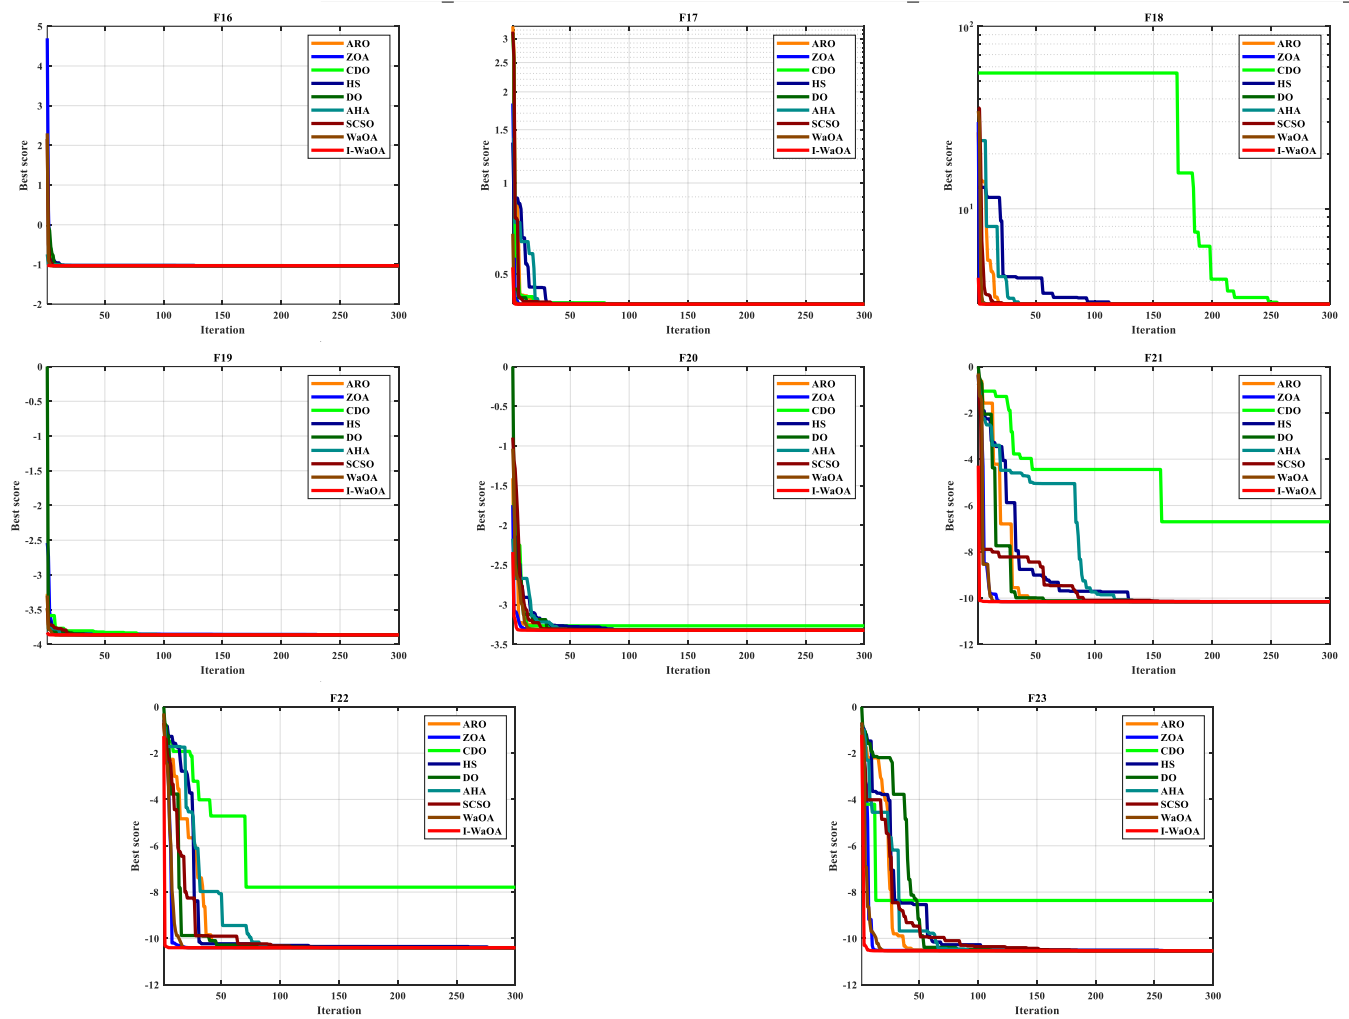 F16
Best score
5
4
3
2
1
0
-1
-2
50
100
150
200
250
300
Iteration
ARO
ZOA
CDO
HS
DO
AHA
SCSO
WaOA
I-WaOA
F17
Best score
3
2.5
2
1.5
1
0.5
50
100
150
200
250
300
Iteration
ARO
ZOA
CDO
HS
DO
AHA
SCSO
WaOA
I-WaOA
F18
Best score
10^2
10^1
50
100
150
200
250
300
Iteration
ARO
ZOA
CDO
HS
DO
AHA
SCSO
WaOA
I-WaOA
F19
Best score
0
-0.5
-1
-1.5
-2
-2.5
-3
-3.5
-4
50
100
150
200
250
300
Iteration
ARO
ZOA
CDO
HS
DO
AHA
SCSO
WaOA
I-WaOA
F20
Best score
0
-0.5
-1
-1.5
-2
-2.5
-3
-3.5
50
100
150
200
250
300
Iteration
ARO
ZOA
CDO
HS
DO
AHA
SCSO
WaOA
I-WaOA
F21
Best score
0
-2
-4
-6
-8
-10
-12
50
100
150
200
250
300
Iteration
ARO
ZOA
CDO
HS
DO
AHA
SCSO
WaOA
I-WaOA
F22
Best score
0
-2
-4
-6
-8
-10
-12
50
100
150
200
250
300
Iteration
ARO
ZOA
CDO
HS
DO
AHA
SCSO
WaOA
I-WaOA
F23
Best score
0
-2
-4
-6
-8
-10
-12
50
100
150
200
250
300
Iteration
ARO
ZOA
CDO
HS
DO
AHA
SCSO
WaOA
I-WaOA